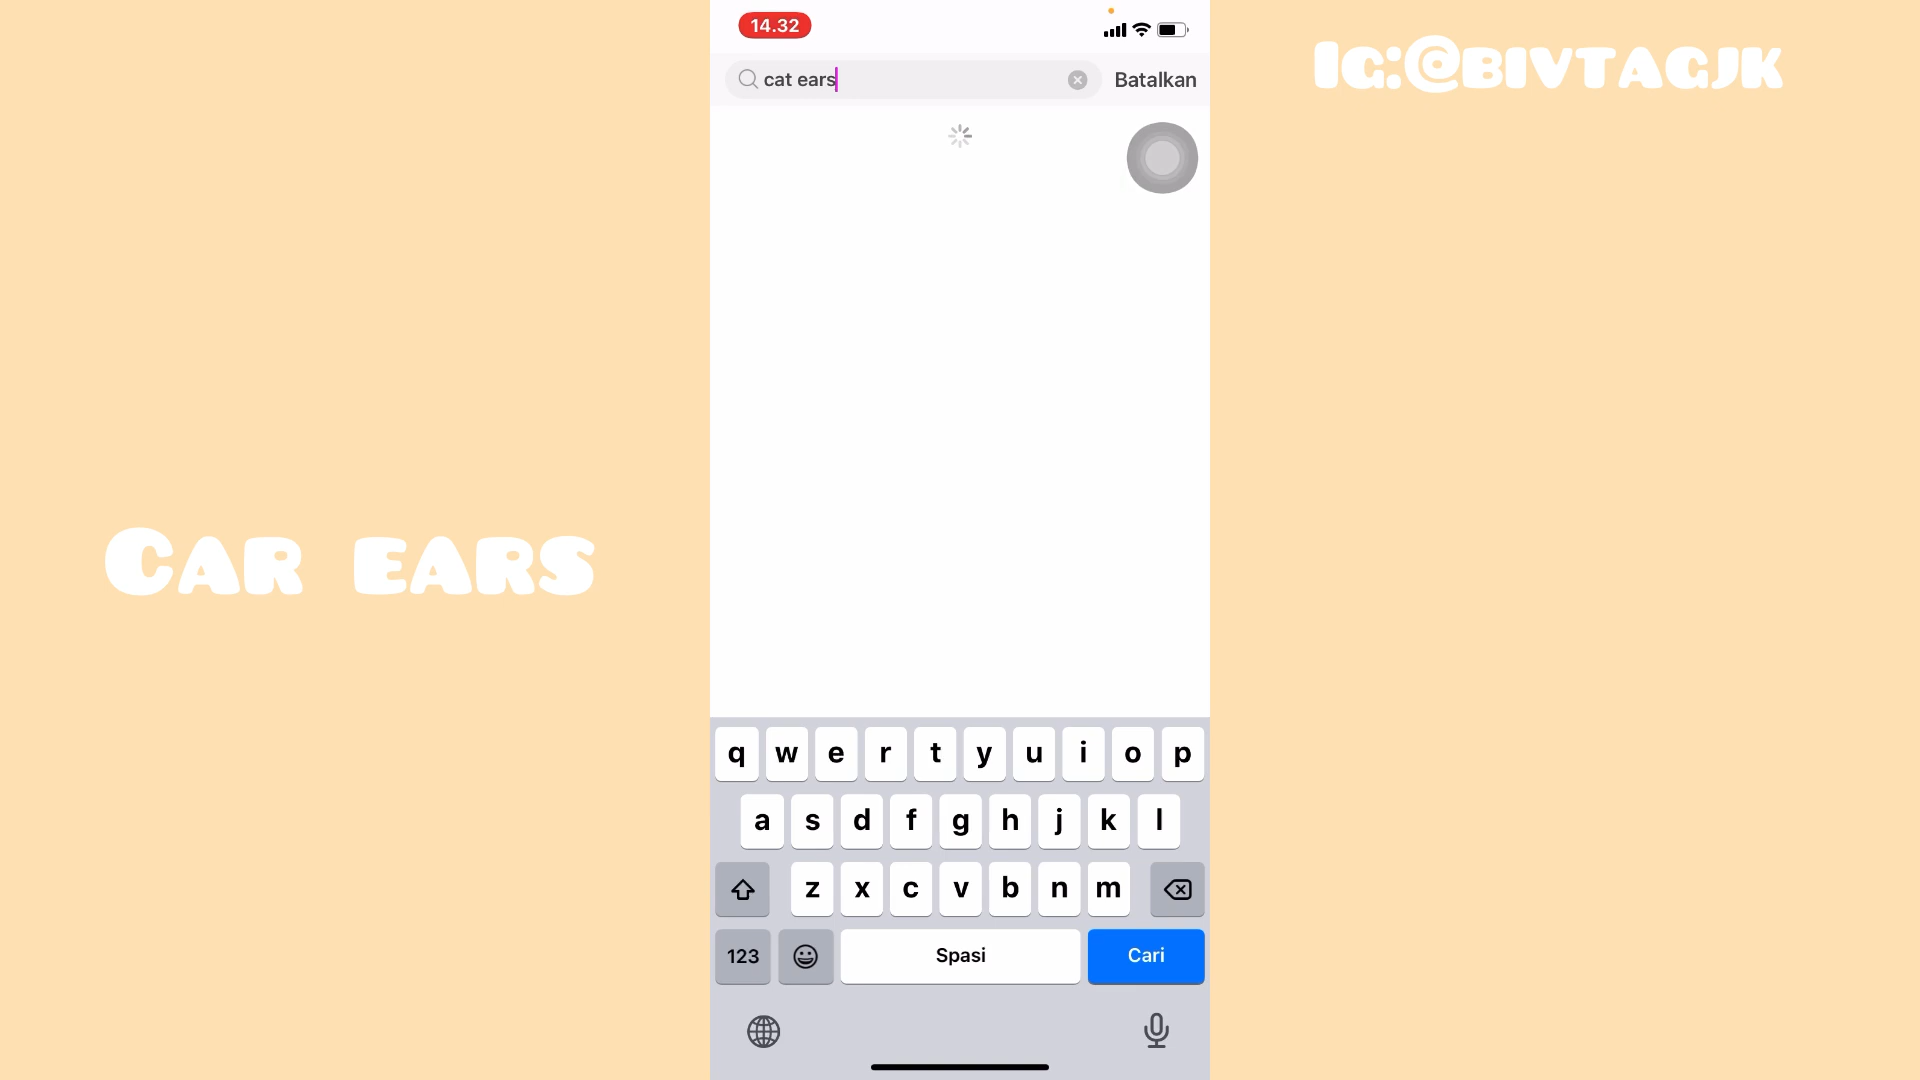 14.32
cat ears
Batalkan
Ig:@bivtagjk
Car ears
q w e r t y u i o p
a s d f g h j k l
z x c v b n m
123 Spasi Cari